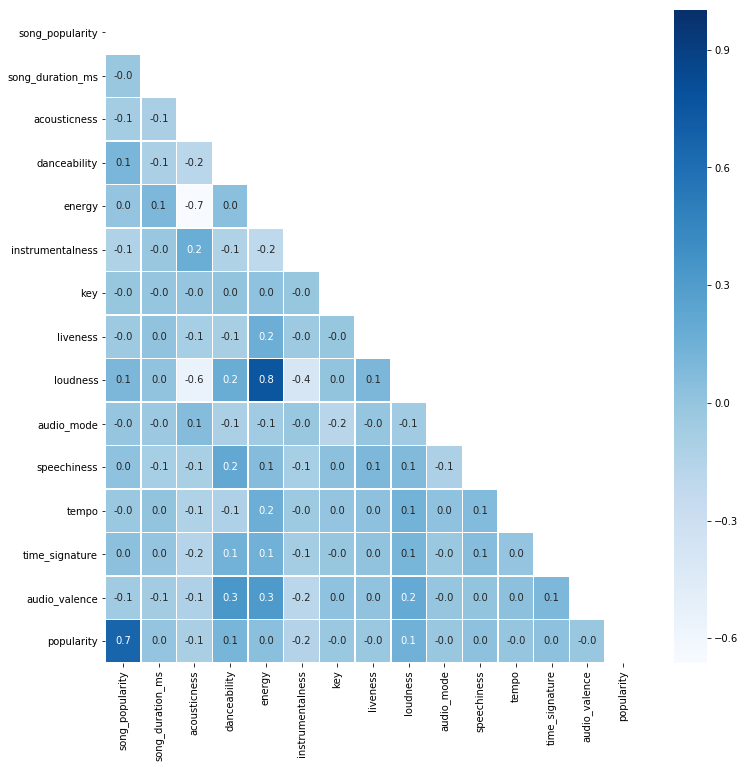 song_popularity
song_duration_ms -0.0
acousticness -0.1 -0.1
danceability 0.1 -0.1 -0.2
energy 0.0 0.1 -0.7 0.0
instrumentalness -0.1 -0.0 0.2 -0.1 -0.2
key -0.0 -0.0 -0.0 0.0 0.0 -0.0
liveness -0.0 0.0 -0.1 -0.1 0.2 -0.0 -0.0
loudness 0.1 0.0 -0.6 0.2 0.8 -0.4 0.0 0.1
audio_mode -0.0 -0.0 0.1 -0.1 -0.1 -0.0 -0.2 -0.0 -0.1
speechiness 0.0 -0.1 -0.1 0.2 0.1 -0.1 0.0 0.1 0.1 -0.1
tempo -0.0 0.0 -0.1 -0.1 0.2 -0.0 0.0 0.0 0.1 0.0 0.1
time_signature 0.0 0.0 -0.2 0.1 0.1 -0.1 -0.0 0.0 0.1 -0.0 0.1 0.0
audio_valence -0.1 -0.1 -0.1 0.3 0.3 -0.2 0.0 0.0 0.2 -0.0 0.0 0.0 0.1
popularity 0.7 0.0 -0.1 0.1 0.0 -0.2 -0.0 -0.0 0.1 0.0 0.0 -0.0 0.0 -0.0
song_popularity
song_duration_ms
acousticness
danceability
energy
instrumentalness
key
liveness
loudness
audio_mode
speechiness
tempo
time_signature
audio_valence
popularity
0.9
0.6
0.3
0.0
−0.3
−0.6